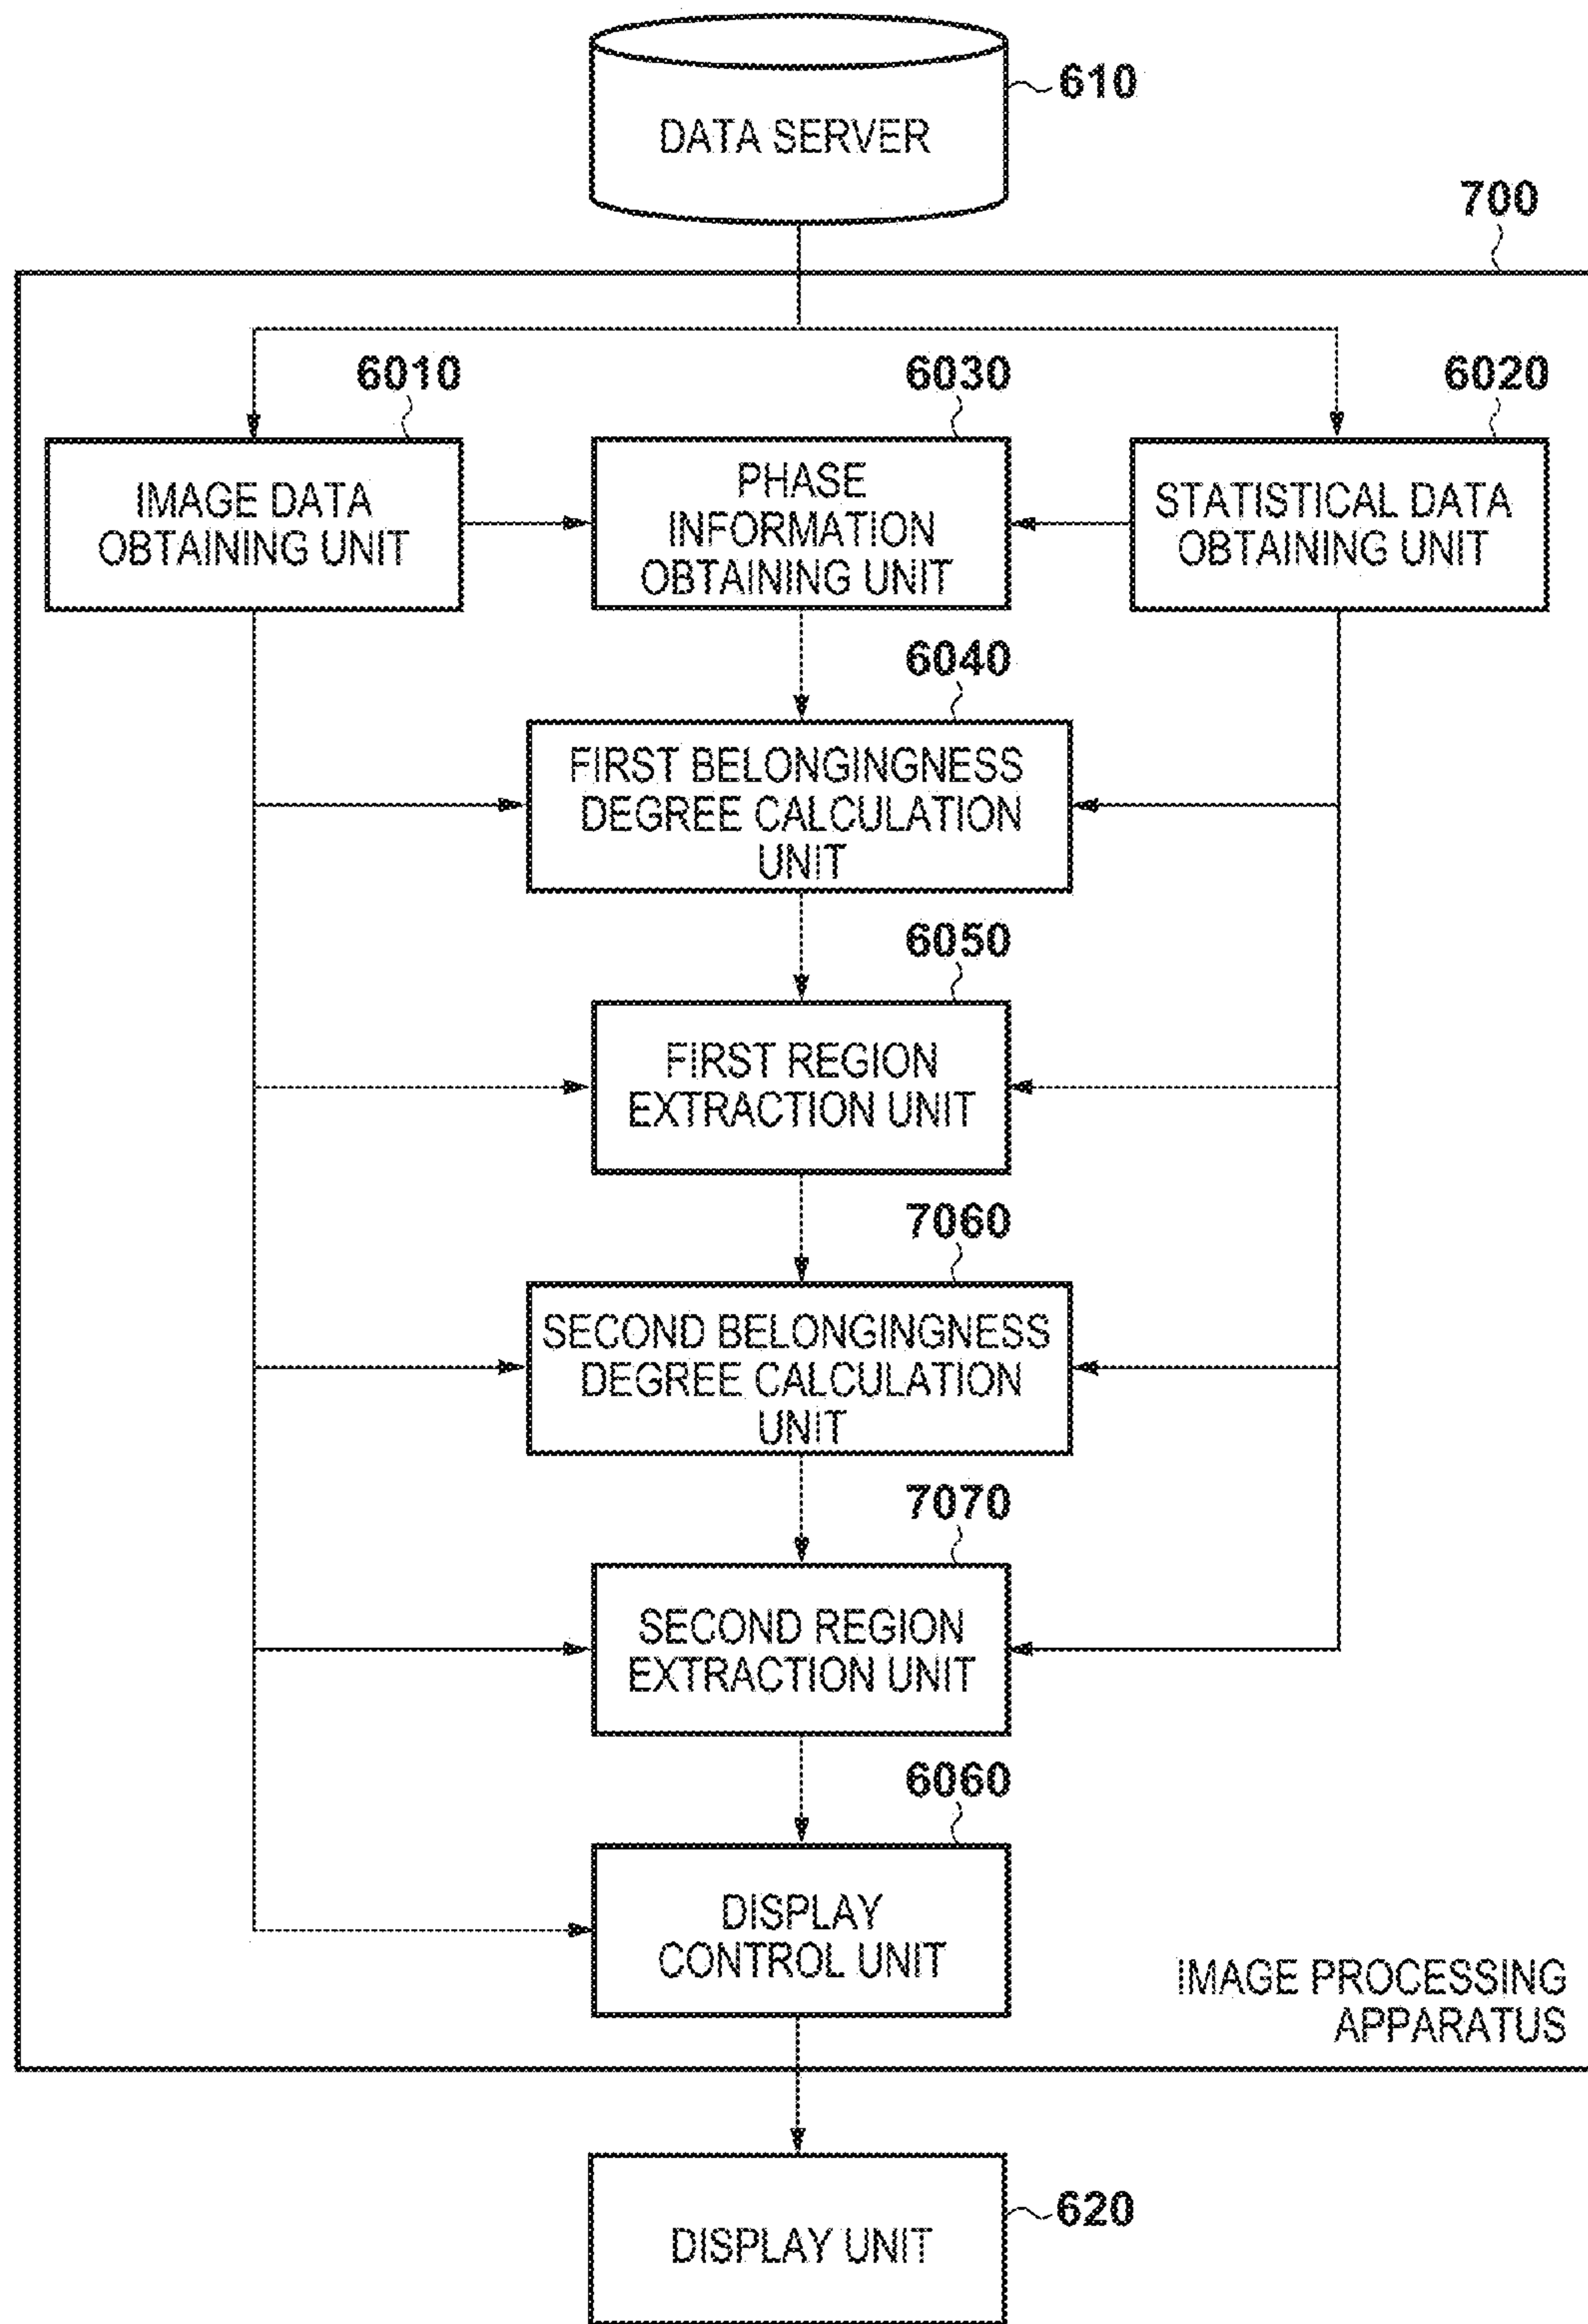 610
DATA SERVER
700
6010
6030
6020
IMAGE DATA
OBTAINING UNIT
PHASE
INFORMATION
OBTAINING UNIT
STATISTICAL DATA
OBTAINING UNIT
6040
FIRST BELONGINGNESS
DEGREE CALCULATION
UNIT
6050
FIRST REGION
EXTRACTION UNIT
7060
SECOND BELONGINGNESS
DEGREE CALCULATION
UNIT
7070
SECOND REGION
EXTRACTION UNIT
6060
DISPLAY
CONTROL UNIT
IMAGE PROCESSING
APPARATUS
620
DISPLAY UNIT